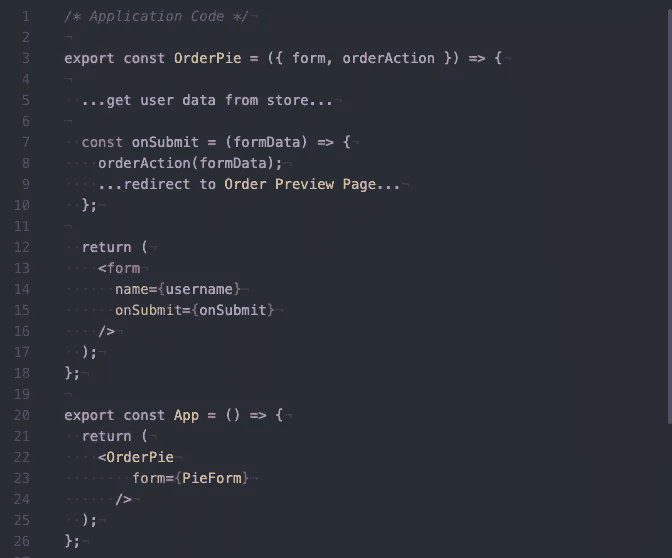 1 /* Application Code */
2
3 export const OrderPie = ({ form, orderAction }) => {
4
5 ...get user data from store...
6
7 const onSubmit = (formData) => {
8 orderAction(formData);
9 ...redirect to Order Preview Page...
10 };
11
12 return (
13 <form
14 name={username}
15 onSubmit={onSubmit}
16 />
17 );
18 };
19
20 export const App = () => {
21 return (
22 <OrderPie
23 form={PieForm}
24 />
25 );
26 };